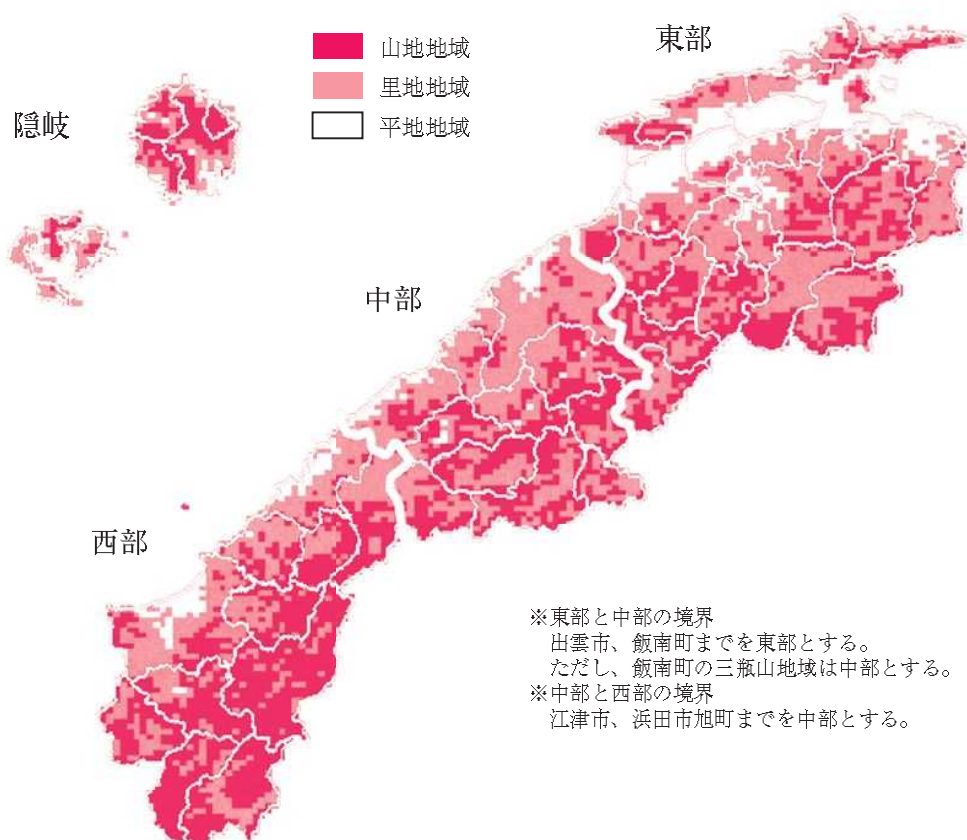 東部
山地地域
里地地域
平地地域
隠岐
中部
西部
※東部と中部の境界
出雲市、飯南町までを東部とする。
ただし、飯南町の三瓶山地域は中部とする。
※中部と西部の境界
江津市、浜田市旭町までを中部とする。